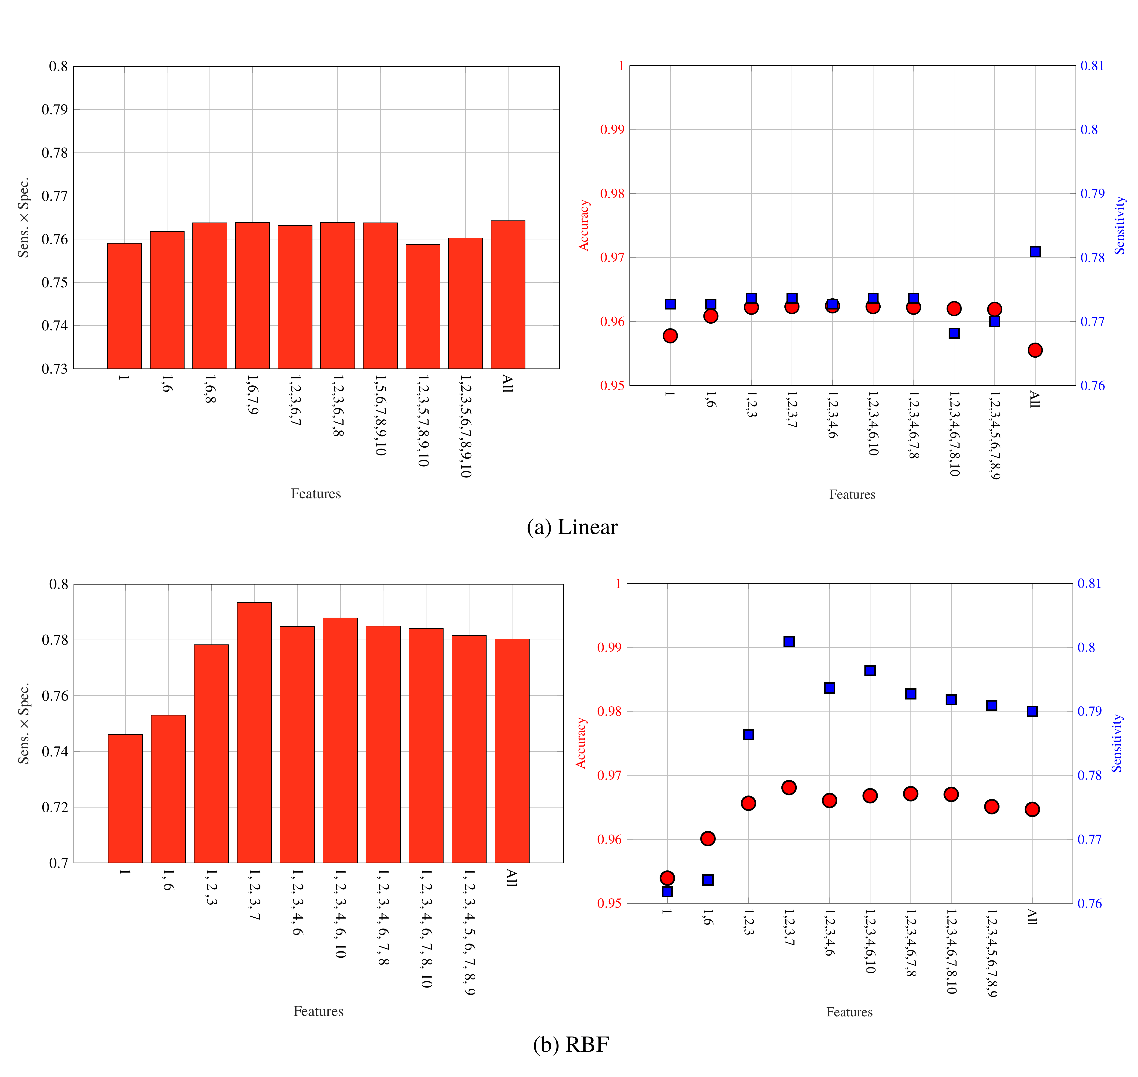 0.8
0.79
0.78
0.77
0.76
0.75
0.74
0.73
Sens. × Spec.
1
1,6
1,6,8
1,6,7,9
1,2,3,6,7
1,2,3,6,7,8
1,5,6,7,8,9,10
1,2,3,5,7,8,9,10
1,2,3,5,6,7,8,9,10
All
Features
1
0.99
0.98
0.97
0.96
0.95
Accuracy
0.81
0.8
0.79
0.78
0.77
0.76
Sensitivity
1
1,6
1,2,3
1,2,3,7
1,2,3,4,6
1,2,3,4,6,10
1,2,3,4,6,7,8
1,2,3,4,6,7,8,10
1,2,3,4,5,6,7,8,9
All
Features
(a) Linear
0.8
0.78
0.76
0.74
0.72
0.7
Sens. × Spec.
1
1, 6
1, 2 ,3
1, 2, 3, 7
1, 2, 3, 4, 6
1, 2, 3, 4, 6, 10
1, 2, 3, 4, 6, 7, 8
1, 2, 3, 4, 6, 7, 8, 10
1, 2, 3, 4, 5, 6, 7, 8, 9
All
Features
1
0.99
0.98
0.97
0.96
0.95
Accuracy
0.81
0.8
0.79
0.78
0.77
0.76
Sensitivity
1
1,6
1,2,3
1,2,3,7
1,2,3,4,6
1,2,3,4,6,10
1,2,3,4,6,7,8
1,2,3,4,6,7,8,10
1,2,3,4,5,6,7,8,9
All
Features
(b) RBF